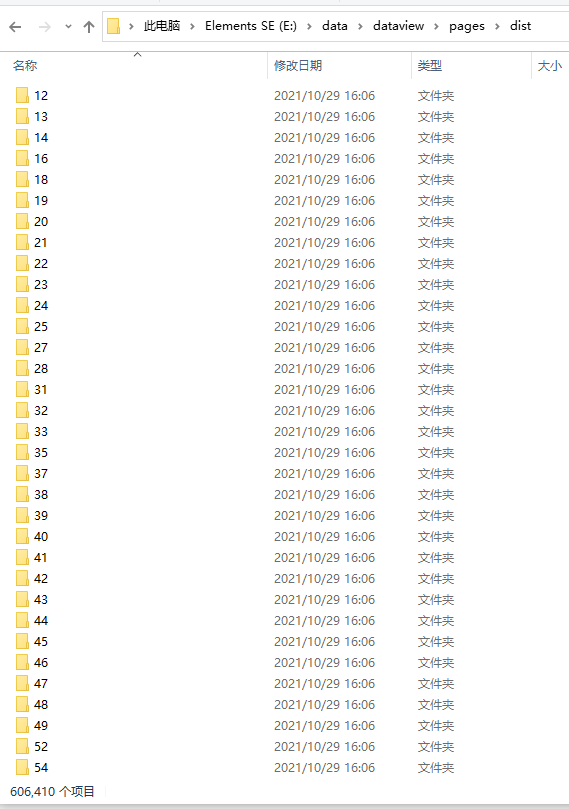 此电脑 > Elements SE (E:) > data > dataview > pages > dist
名称 修改日期 类型 大小
12 2021/10/29 16:06 文件夹
13 2021/10/29 16:06 文件夹
14 2021/10/29 16:06 文件夹
16 2021/10/29 16:06 文件夹
18 2021/10/29 16:06 文件夹
19 2021/10/29 16:06 文件夹
20 2021/10/29 16:06 文件夹
21 2021/10/29 16:06 文件夹
22 2021/10/29 16:06 文件夹
23 2021/10/29 16:06 文件夹
24 2021/10/29 16:06 文件夹
25 2021/10/29 16:06 文件夹
27 2021/10/29 16:06 文件夹
28 2021/10/29 16:06 文件夹
31 2021/10/29 16:06 文件夹
32 2021/10/29 16:06 文件夹
33 2021/10/29 16:06 文件夹
35 2021/10/29 16:06 文件夹
37 2021/10/29 16:06 文件夹
38 2021/10/29 16:06 文件夹
39 2021/10/29 16:06 文件夹
40 2021/10/29 16:06 文件夹
41 2021/10/29 16:06 文件夹
42 2021/10/29 16:06 文件夹
43 2021/10/29 16:06 文件夹
44 2021/10/29 16:06 文件夹
45 2021/10/29 16:06 文件夹
46 2021/10/29 16:06 文件夹
47 2021/10/29 16:06 文件夹
48 2021/10/29 16:06 文件夹
49 2021/10/29 16:06 文件夹
52 2021/10/29 16:06 文件夹
54 2021/10/29 16:06 文件夹
606,410 个项目